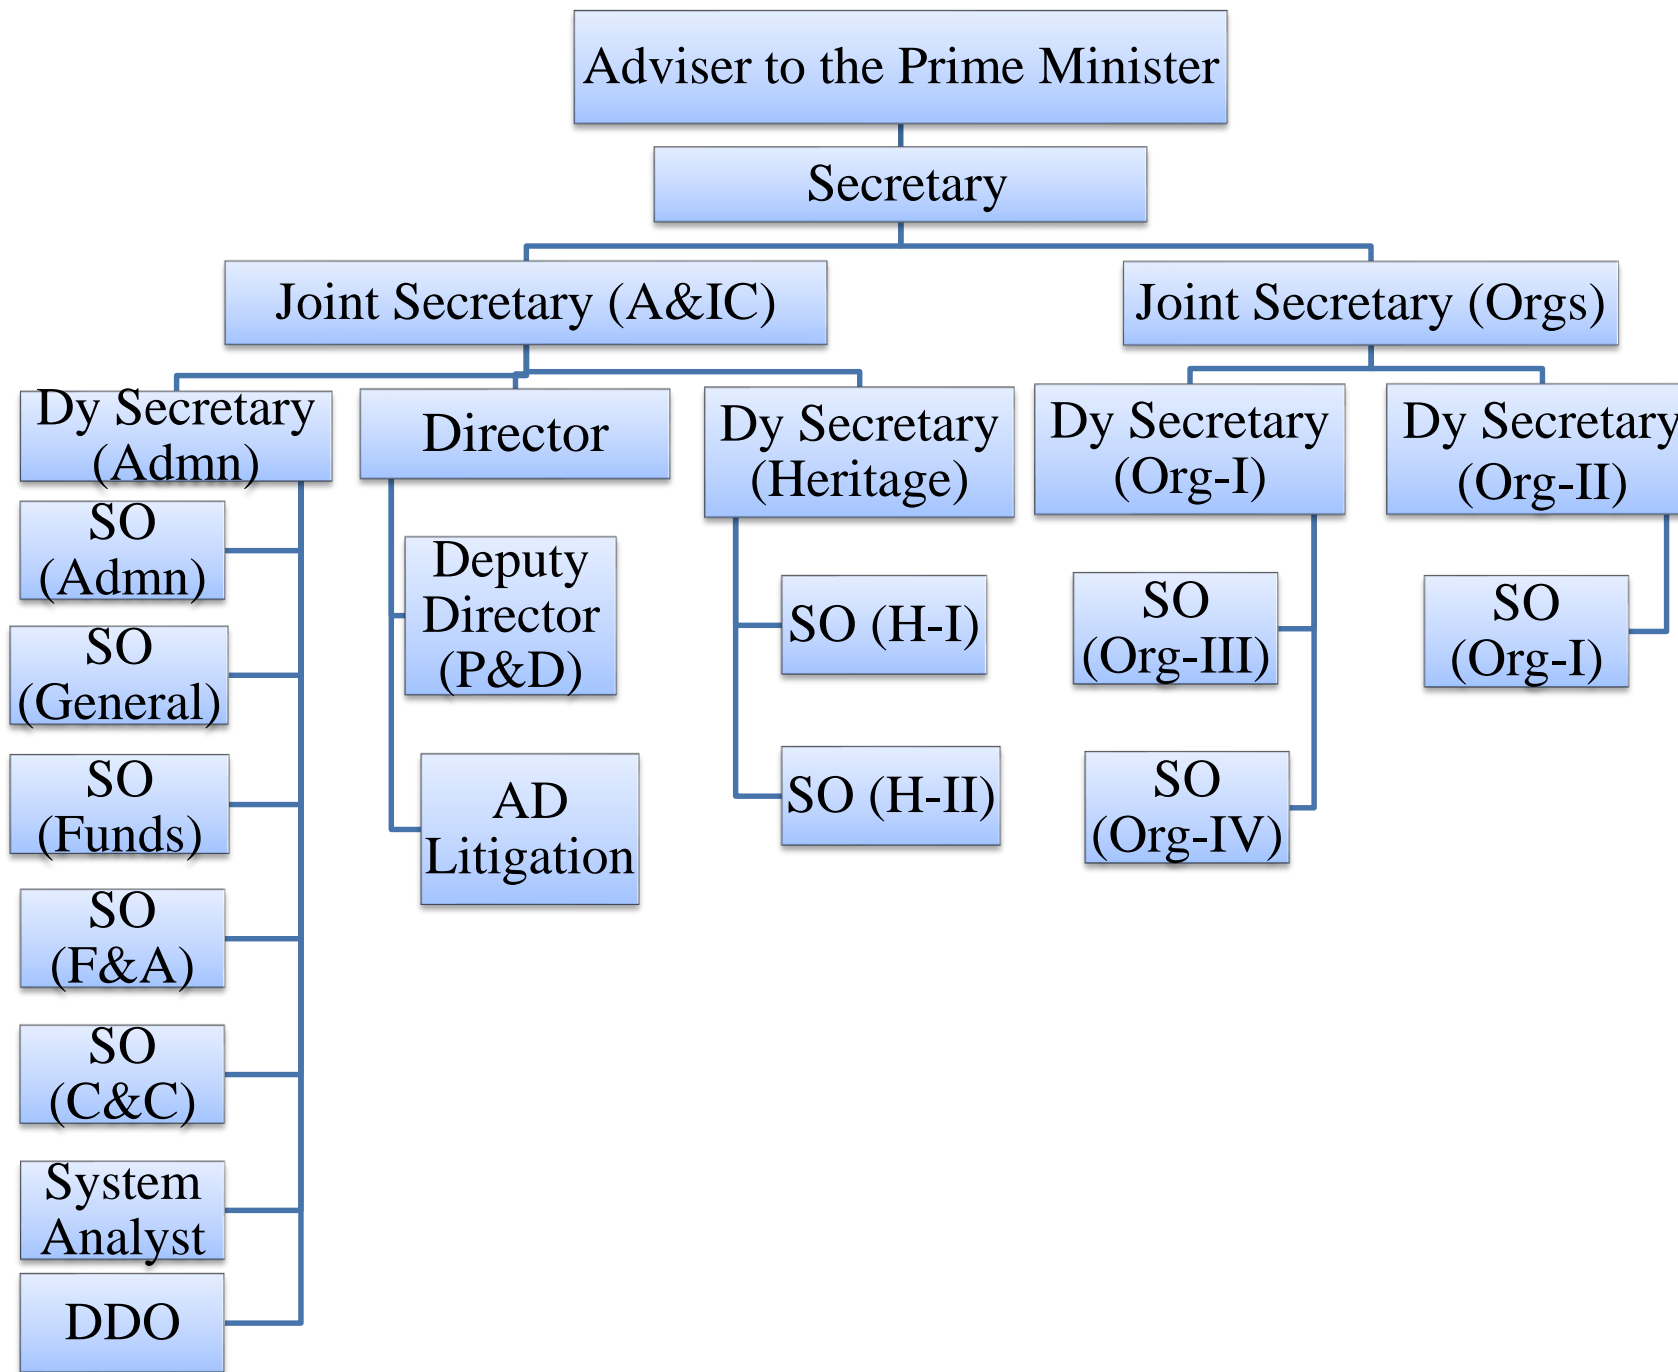 Adviser to the Prime Minister
Secretary
Joint Secretary (A&IC)
Joint Secretary (Orgs)
Dy Secretary
(Admn)
Director
Dy Secretary
(Heritage)
Dy Secretary
(Org-I)
Dy Secretary
(Org-II)
SO
(Admn)
SO
(General)
SO
(Funds)
SO
(F&A)
SO
(C&C)
System
Analyst
DDO
Deputy
Director
(P&D)
AD
Litigation
SO (H-I)
SO (H-II)
SO
(Org-III)
SO
(Org-IV)
SO
(Org-I)